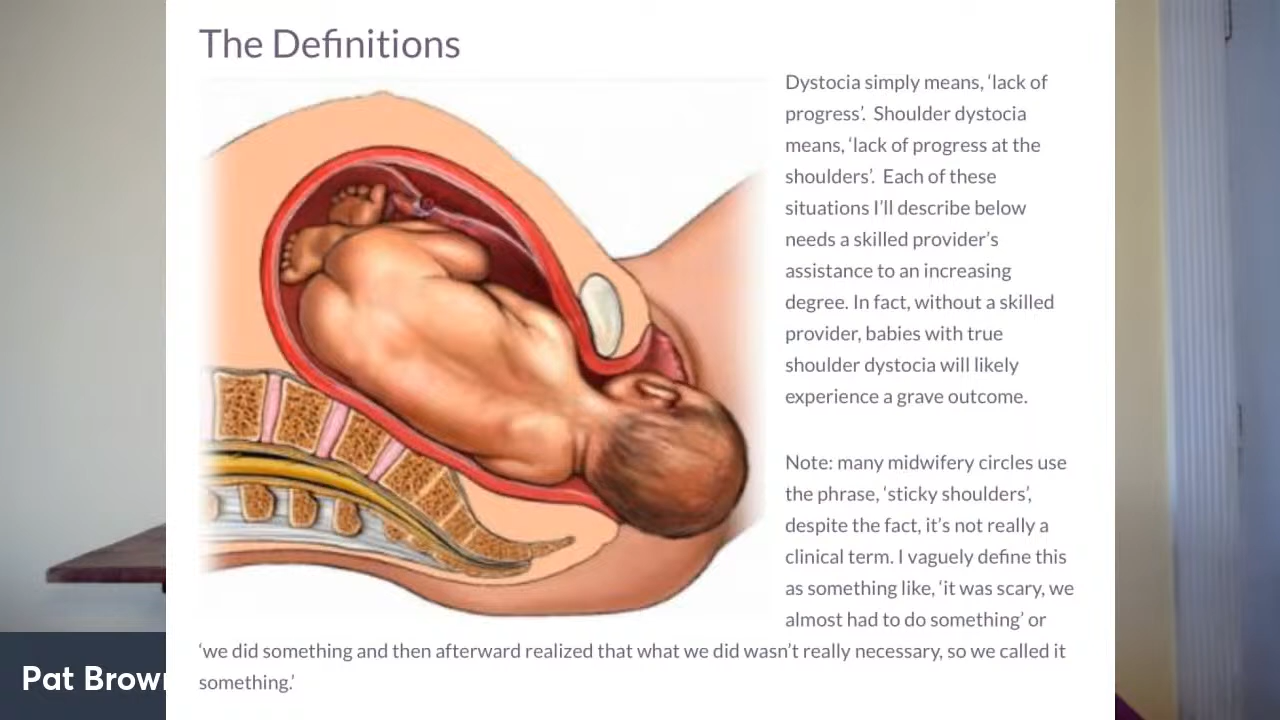 The Definitions
Dystocia simply means, ‘lack of
progress’. Shoulder dystocia
means, ‘lack of progress at the
shoulders’. Each of these
situations I’ll describe below
needs a skilled provider’s
assistance to an increasing
degree. In fact, without a skilled
provider, babies with true
shoulder dystocia will likely
experience a grave outcome.
Note: many midwifery circles use
the phrase, ‘sticky shoulders’,
despite the fact, it’s not really a
clinical term. I vaguely define this
as something like, ‘it was scary, we
almost had to do something’ or
‘we did something and then afterward realized that what we did wasn’t really necessary, so we called it
something.’
Pat Brown